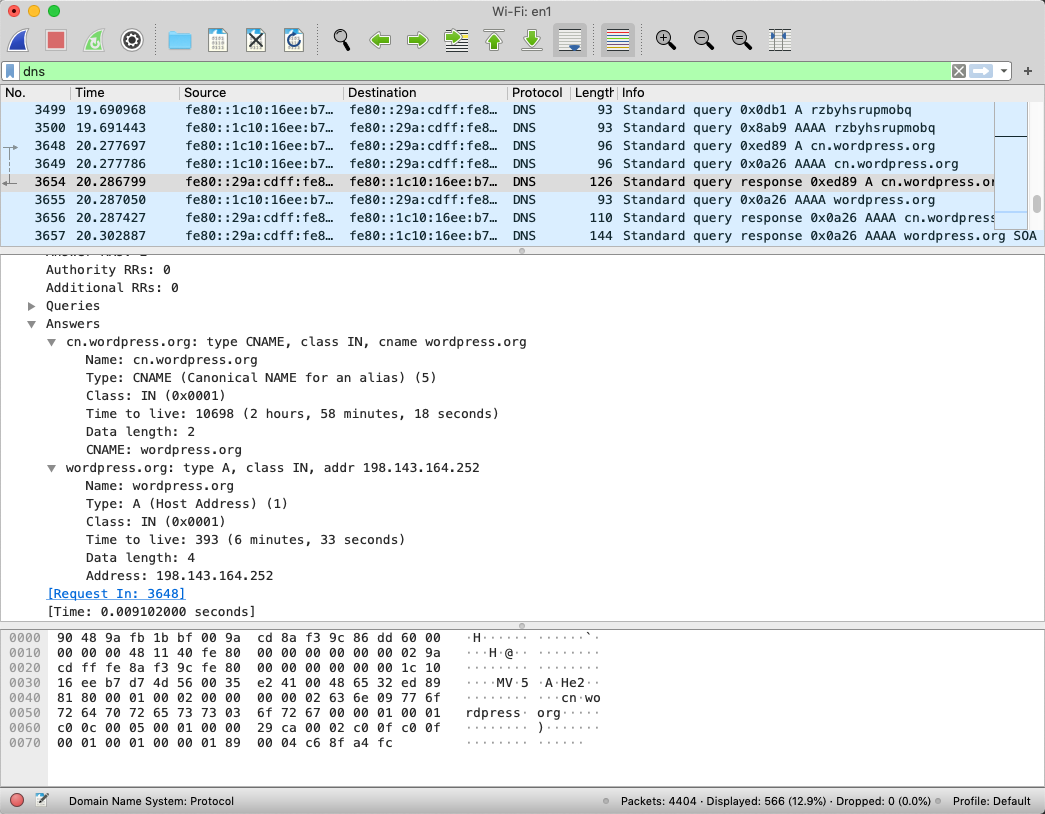 Wi-Fi: en1
dns
No. Time Source Destination Protocol Length Info
3499 19.690968 fe80::1c10:16ee:b7… fe80::29a:cdff:fe8… DNS 93 Standard query 0x0db1 A rzbyhsrupmobq
3500 19.691443 fe80::1c10:16ee:b7… fe80::29a:cdff:fe8… DNS 93 Standard query 0x8ab9 AAAA rzbyhsrupmobq
3648 20.277697 fe80::1c10:16ee:b7… fe80::29a:cdff:fe8… DNS 96 Standard query 0xed89 A cn.wordpress.org
3649 20.277786 fe80::1c10:16ee:b7… fe80::29a:cdff:fe8… DNS 96 Standard query 0x0a26 AAAA cn.wordpress.org
3654 20.286799 fe80::29a:cdff:fe8… fe80::1c10:16ee:b7… DNS 126 Standard query response 0xed89 A cn.wordpress.or
3655 20.287050 fe80::1c10:16ee:b7… fe80::29a:cdff:fe8… DNS 93 Standard query 0x0a26 AAAA wordpress.org
3656 20.287427 fe80::29a:cdff:fe8… fe80::1c10:16ee:b7… DNS 110 Standard query response 0x0a26 AAAA cn.wordpress
3657 20.302887 fe80::29a:cdff:fe8… fe80::1c10:16ee:b7… DNS 144 Standard query response 0x0a26 AAAA wordpress.org SOA
Authority RRs: 0
Additional RRs: 0
Queries
Answers
cn.wordpress.org: type CNAME, class IN, cname wordpress.org
Name: cn.wordpress.org
Type: CNAME (Canonical NAME for an alias) (5)
Class: IN (0x0001)
Time to live: 10698 (2 hours, 58 minutes, 18 seconds)
Data length: 2
CNAME: wordpress.org
wordpress.org: type A, class IN, addr 198.143.164.252
Name: wordpress.org
Type: A (Host Address) (1)
Class: IN (0x0001)
Time to live: 393 (6 minutes, 33 seconds)
Data length: 4
Address: 198.143.164.252
[Request In: 3648]
[Time: 0.009102000 seconds]
0000 90 48 9a fb 1b bf 00 9a cd 8a f3 9c 86 dd 60 00 ·H······ ······`·
0010 00 00 00 48 11 40 fe 80 00 00 00 00 00 00 02 9a ···H·@·· ········
0020 cd ff fe 8a f3 9c fe 80 00 00 00 00 00 00 1c 10 ········ ········
0030 16 ee b7 d7 4d 56 00 35 e2 41 00 48 65 32 ed 89 ····MV·5 ·A·He2··
0040 81 80 00 01 00 02 00 00 00 00 02 63 6e 09 77 6f ········ ···cn·wo
0050 72 64 70 72 65 73 73 03 6f 72 67 00 00 01 00 01 rdpress· org·····
0060 c0 0c 00 05 00 01 00 00 29 ca 00 02 c0 0f c0 0f ········ )·······
0070 00 01 00 01 00 00 01 89 00 04 c6 8f a4 fc ········ ······
Domain Name System: Protocol Packets: 4404 · Displayed: 566 (12.9%) · Dropped: 0 (0.0%) Profile: Default